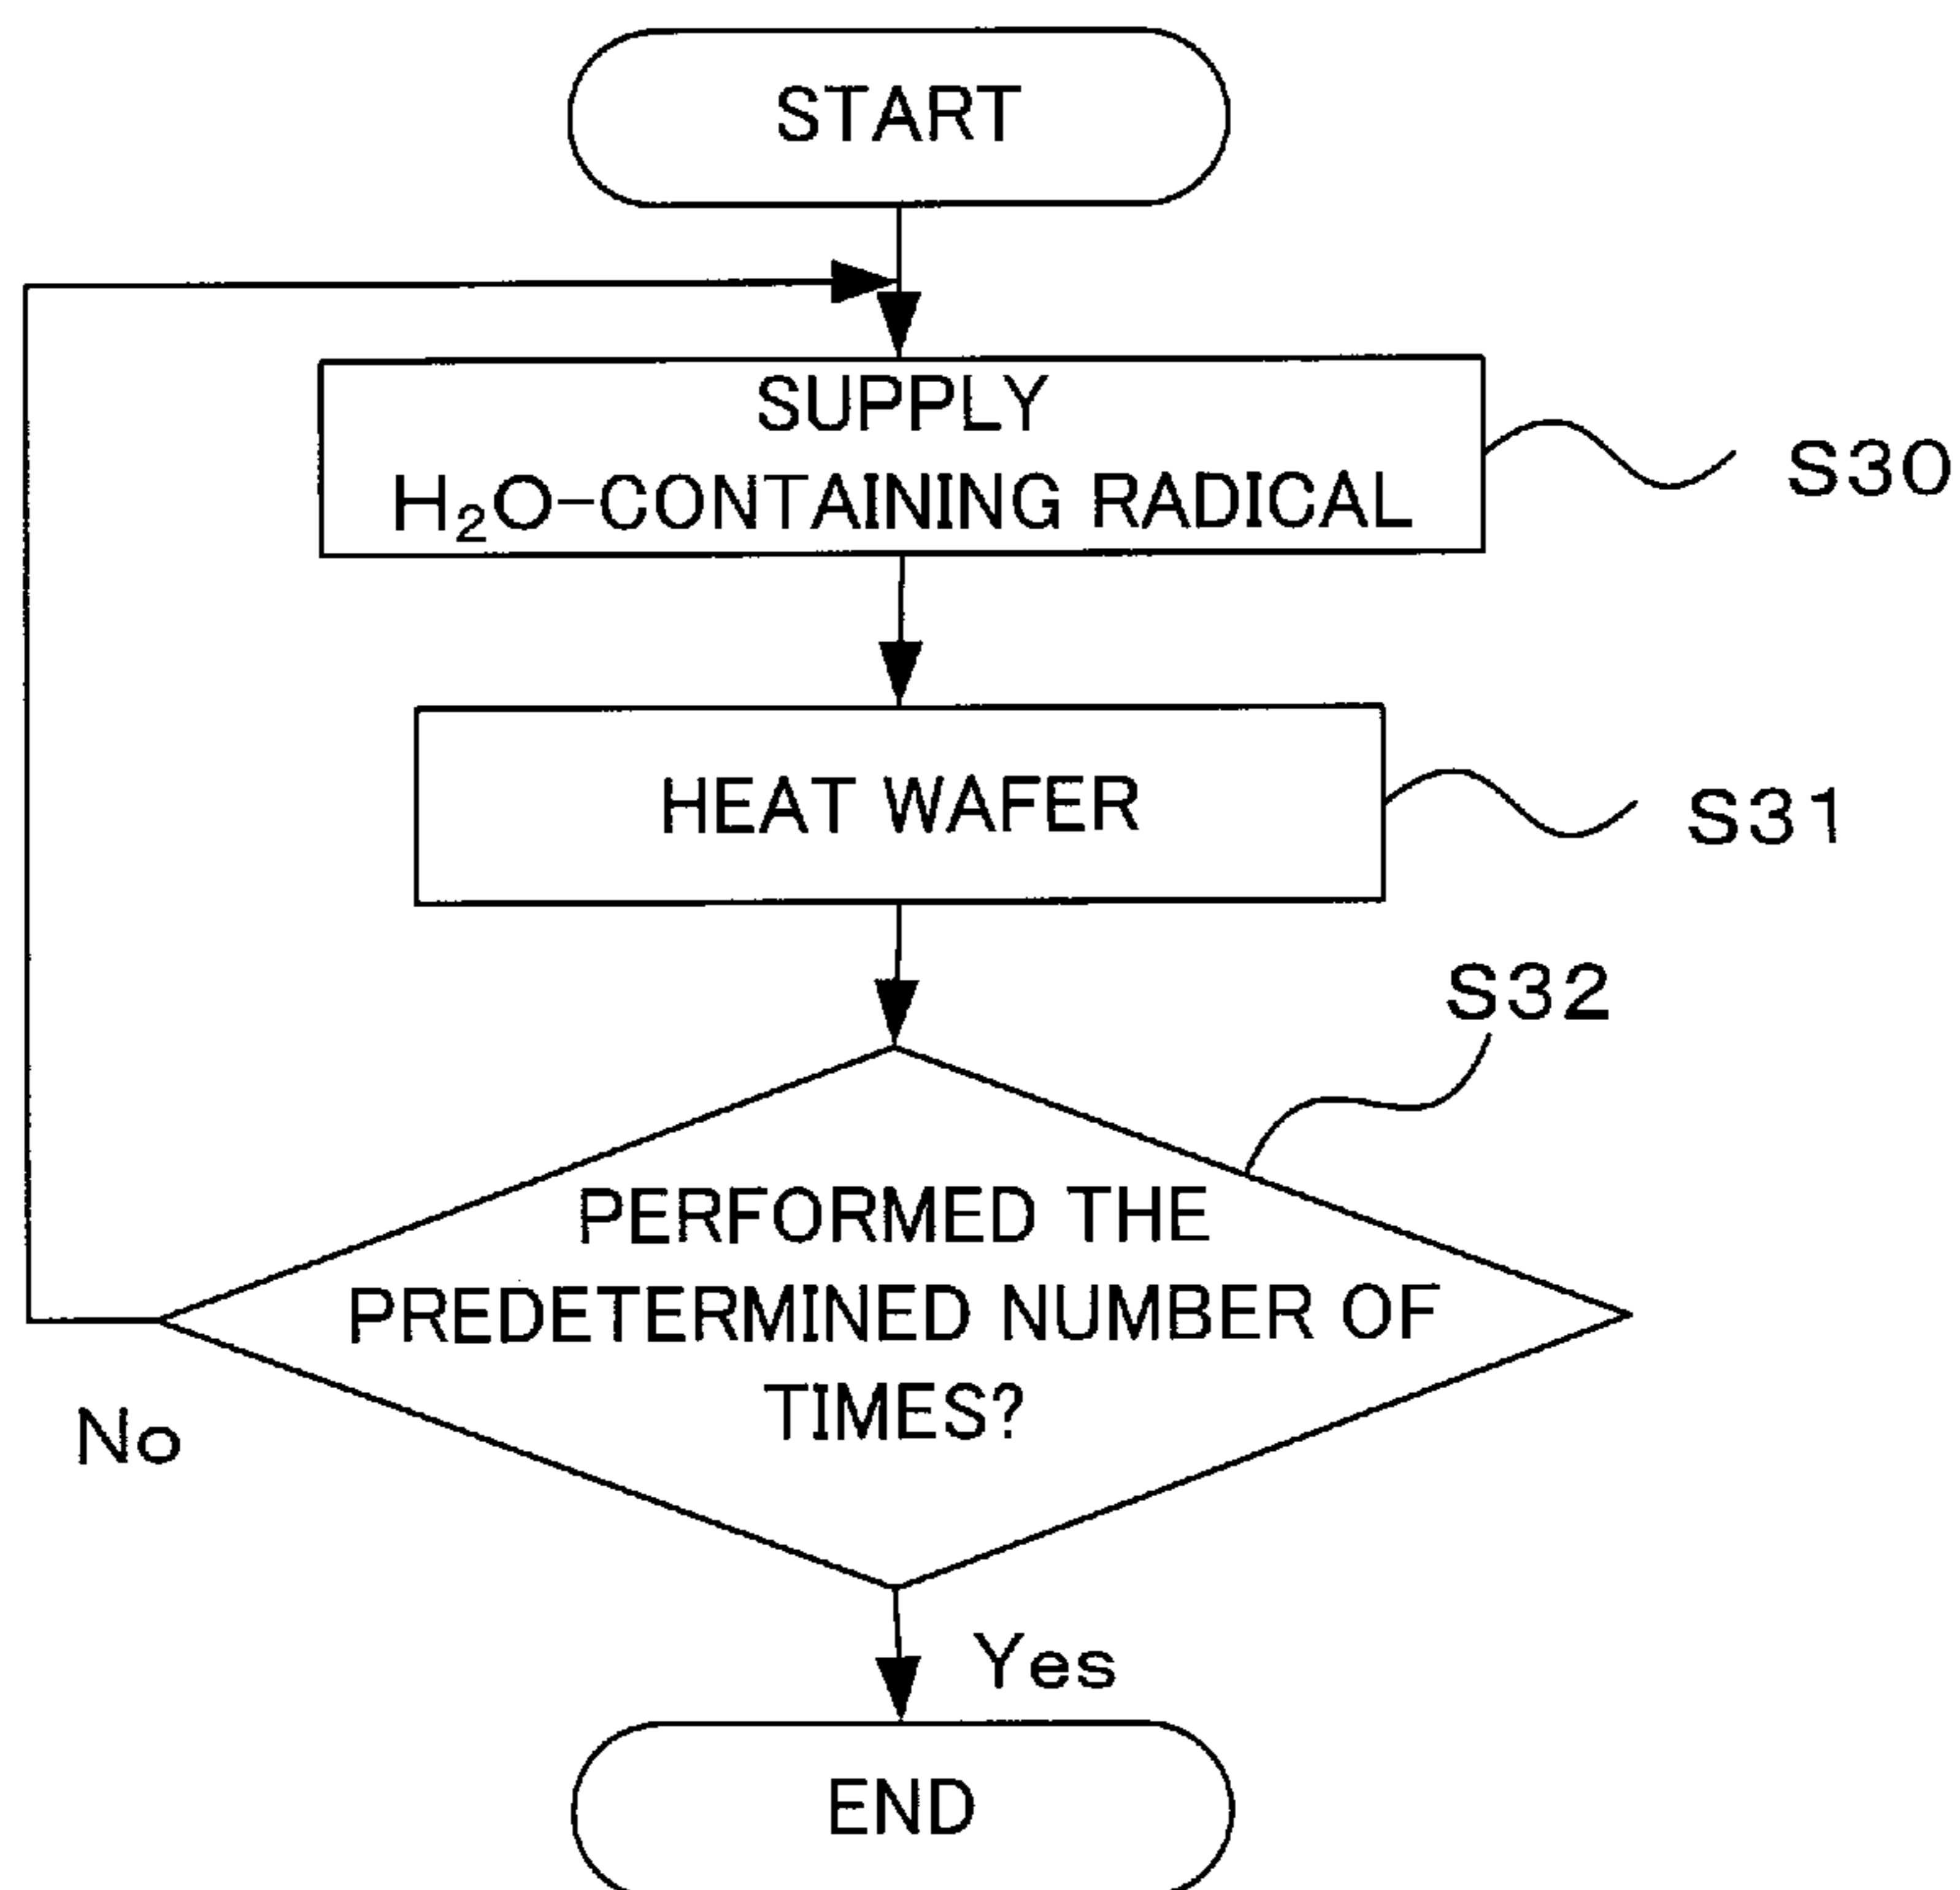 START
SUPPLY
H₂O-CONTAINING RADICAL
S30
HEAT WAFER
S31
S32
PERFORMED THE
PREDETERMINED NUMBER OF
TIMES?
No
Yes
END